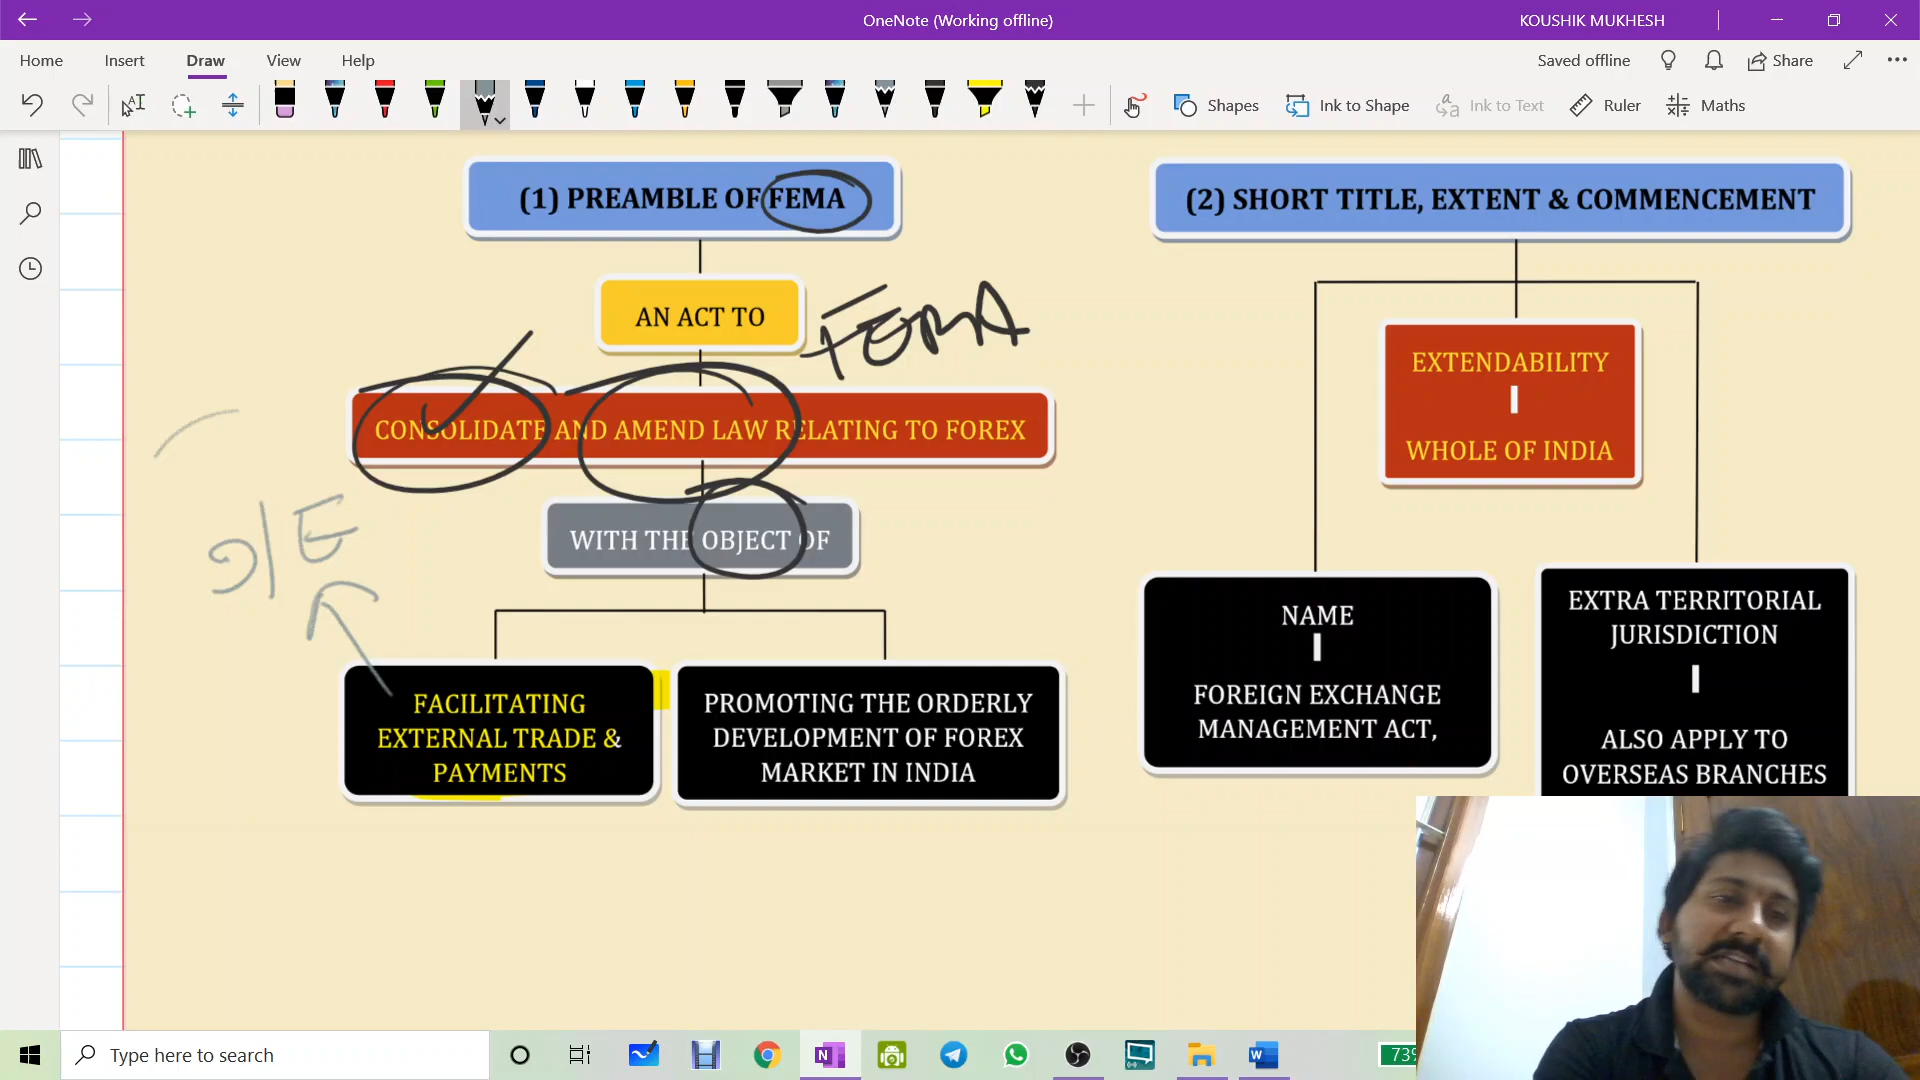 OneNote (Working offline)
KOUSHIK MUKHESH
Home
Insert
Draw
View
Help
Saved offline
Share
Shapes
Ink to Shape
Ink to Text
Ruler
Maths
(1) PREAMBLE OF FEMA
AN ACT TO
FEMA
CONSOLIDATE AND AMEND LAW RELATING TO FOREX
WITH THE OBJECT OF
FACILITATING
EXTERNAL TRADE &
PAYMENTS
PROMOTING THE ORDERLY
DEVELOPMENT OF FOREX
MARKET IN INDIA
(2) SHORT TITLE, EXTENT & COMMENCEMENT
EXTENDABILITY
WHOLE OF INDIA
NAME
FOREIGN EXCHANGE
MANAGEMENT ACT,
EXTRA TERRITORIAL
JURISDICTION
ALSO APPLY TO
OVERSEAS BRANCHES
Type here to search
73%